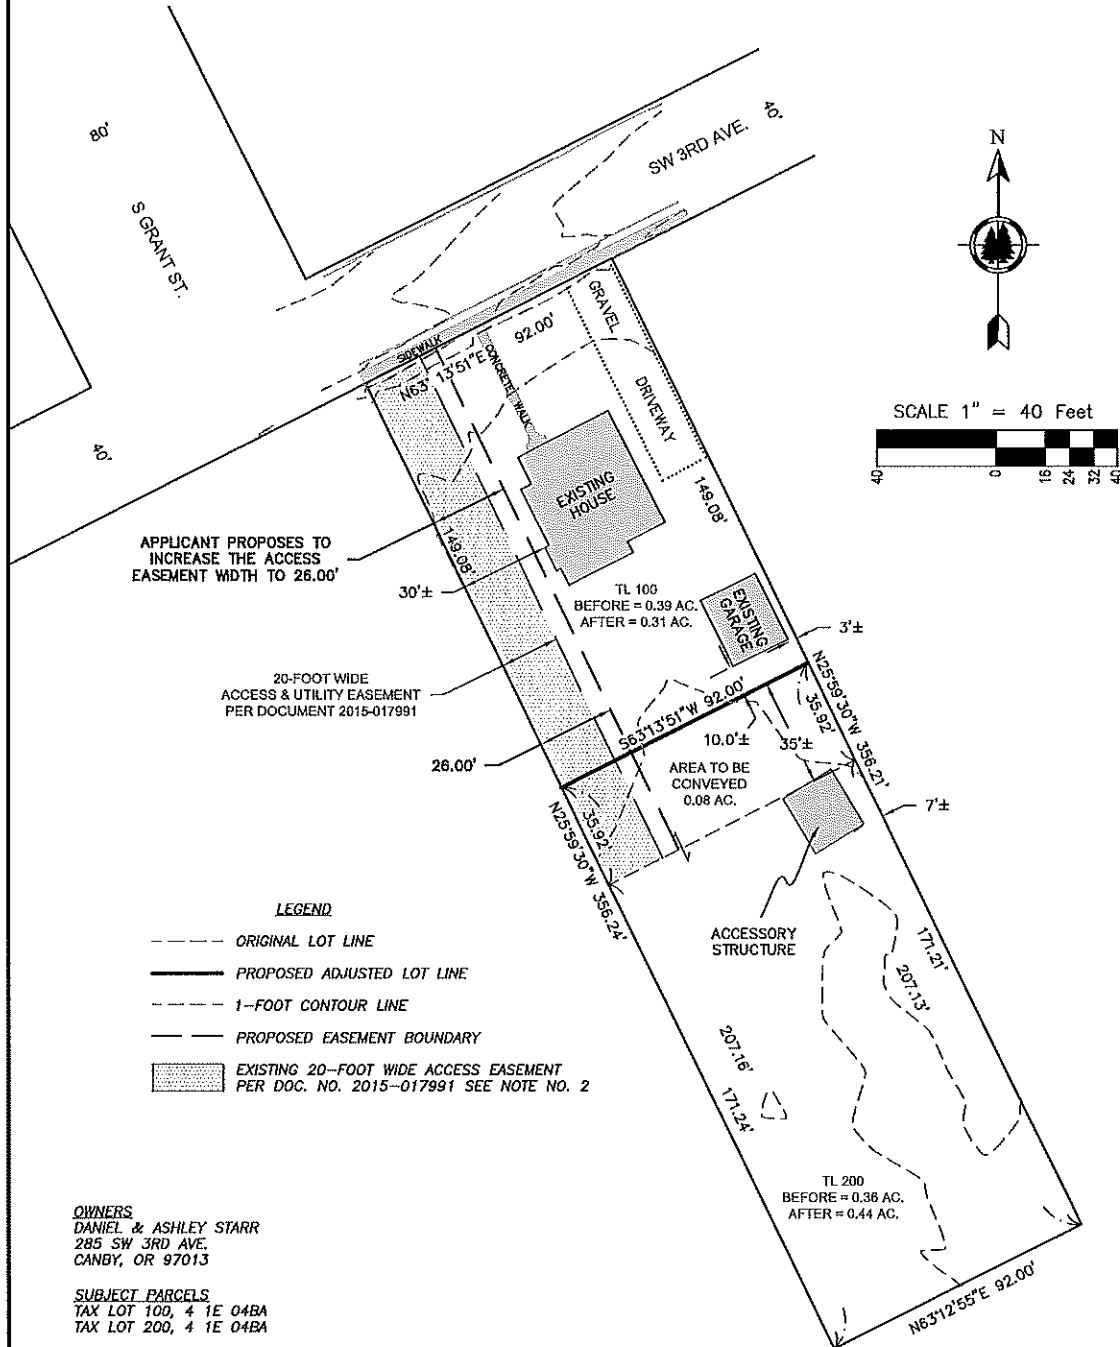 80'
S GRANT ST.
40'
SW 3RD AVE.
40'
N
SCALE 1" = 40 Feet
40 0 16 24 32 40
SIDEWALK
N63°13'51"E 92.00'
CONCRETE WALK
GRAVEL
DRIVEWAY
EXISTING
HOUSE
149.08'
149.08'
APPLICANT PROPOSES TO
INCREASE THE ACCESS
EASEMENT WIDTH TO 26.00'
30'±
TL 100
BEFORE = 0.39 AC.
AFTER = 0.31 AC.
EXISTING
GARAGE
3'±
20-FOOT WIDE
ACCESS & UTILITY EASEMENT
PER DOCUMENT 2015-017991
26.00'
S63°13'51"W 92.00'
10.0'±
35'±
N25°59'30"W 356.21'
35.92'
AREA TO BE
CONVEYED
0.08 AC.
7'±
35.92'
N25°59'30"W 356.24'
ACCESSORY
STRUCTURE
171.21'
207.13'
207.16'
171.24'
TL 200
BEFORE = 0.36 AC.
AFTER = 0.44 AC.
N63°12'55"E 92.00'
LEGEND
ORIGINAL LOT LINE
PROPOSED ADJUSTED LOT LINE
1-FOOT CONTOUR LINE
PROPOSED EASEMENT BOUNDARY
EXISTING 20-FOOT WIDE ACCESS EASEMENT
PER DOC. NO. 2015-017991 SEE NOTE NO. 2
OWNERS
DANIEL & ASHLEY STARR
285 SW 3RD AVE.
CANBY, OR 97013
SUBJECT PARCELS
TAX LOT 100, 4 1E 04BA
TAX LOT 200, 4 1E 04BA